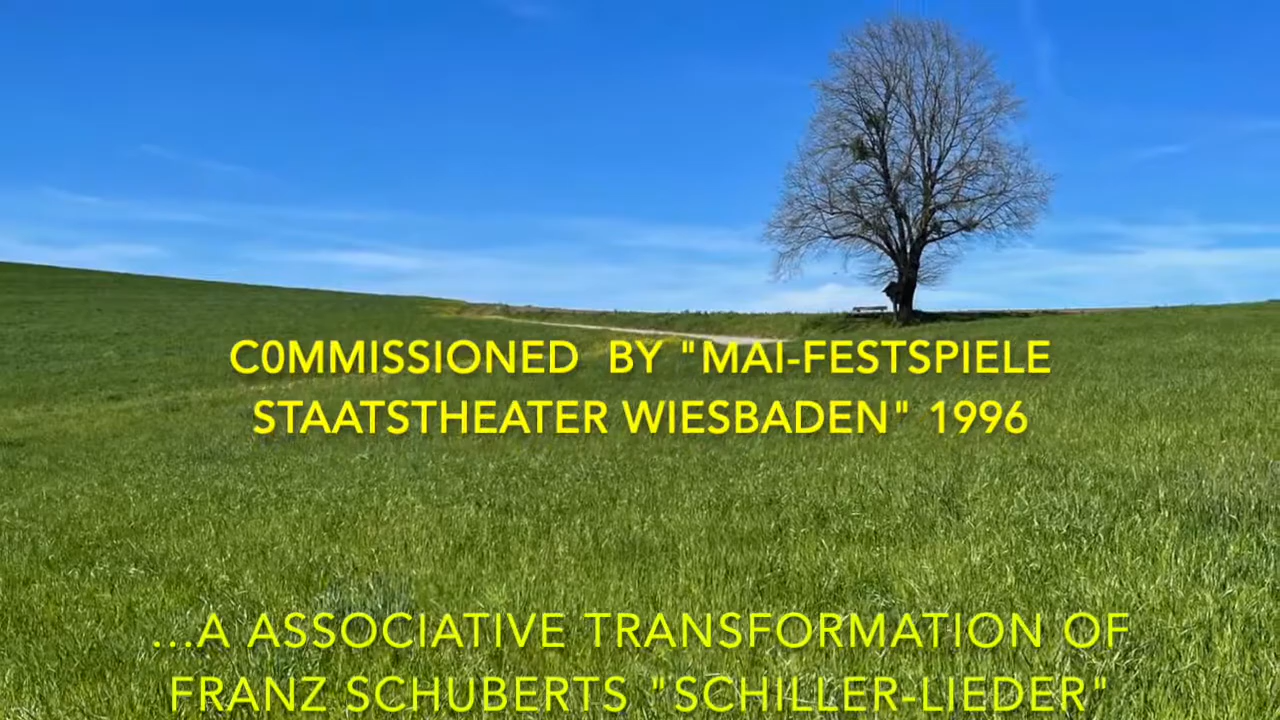 C0MMISSIONED BY "MAI-FESTSPIELE
STAATSTHEATER WIESBADEN" 1996
...A ASSOCIATIVE TRANSFORMATION OF
FRANZ SCHUBERTS "SCHILLER-LIEDER"